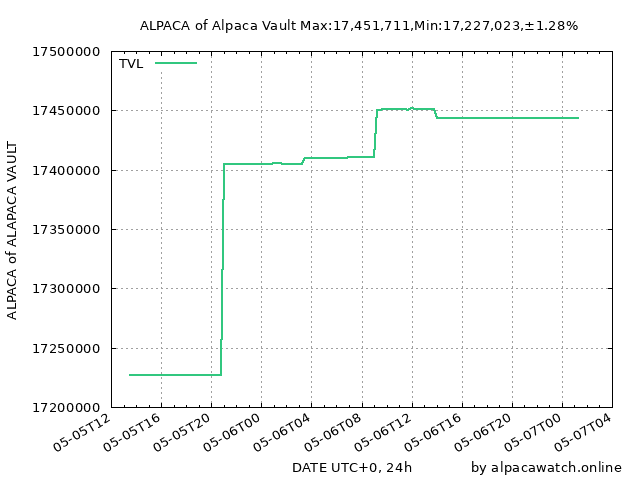 ALPACA of Alpaca Vault Max:17,451,711,Min:17,227,023,±1.28%
17500000
TVL
17450000
17400000
17350000
17300000
17250000
17200000
ALPACA of ALAPACA VAULT
05-05T12
05-05T16
05-05T20
05-06T00
05-06T04
05-06T08
05-06T12
05-06T16
05-06T20
05-07T00
05-07T04
DATE UTC+0, 24h
by alpacawatch.online